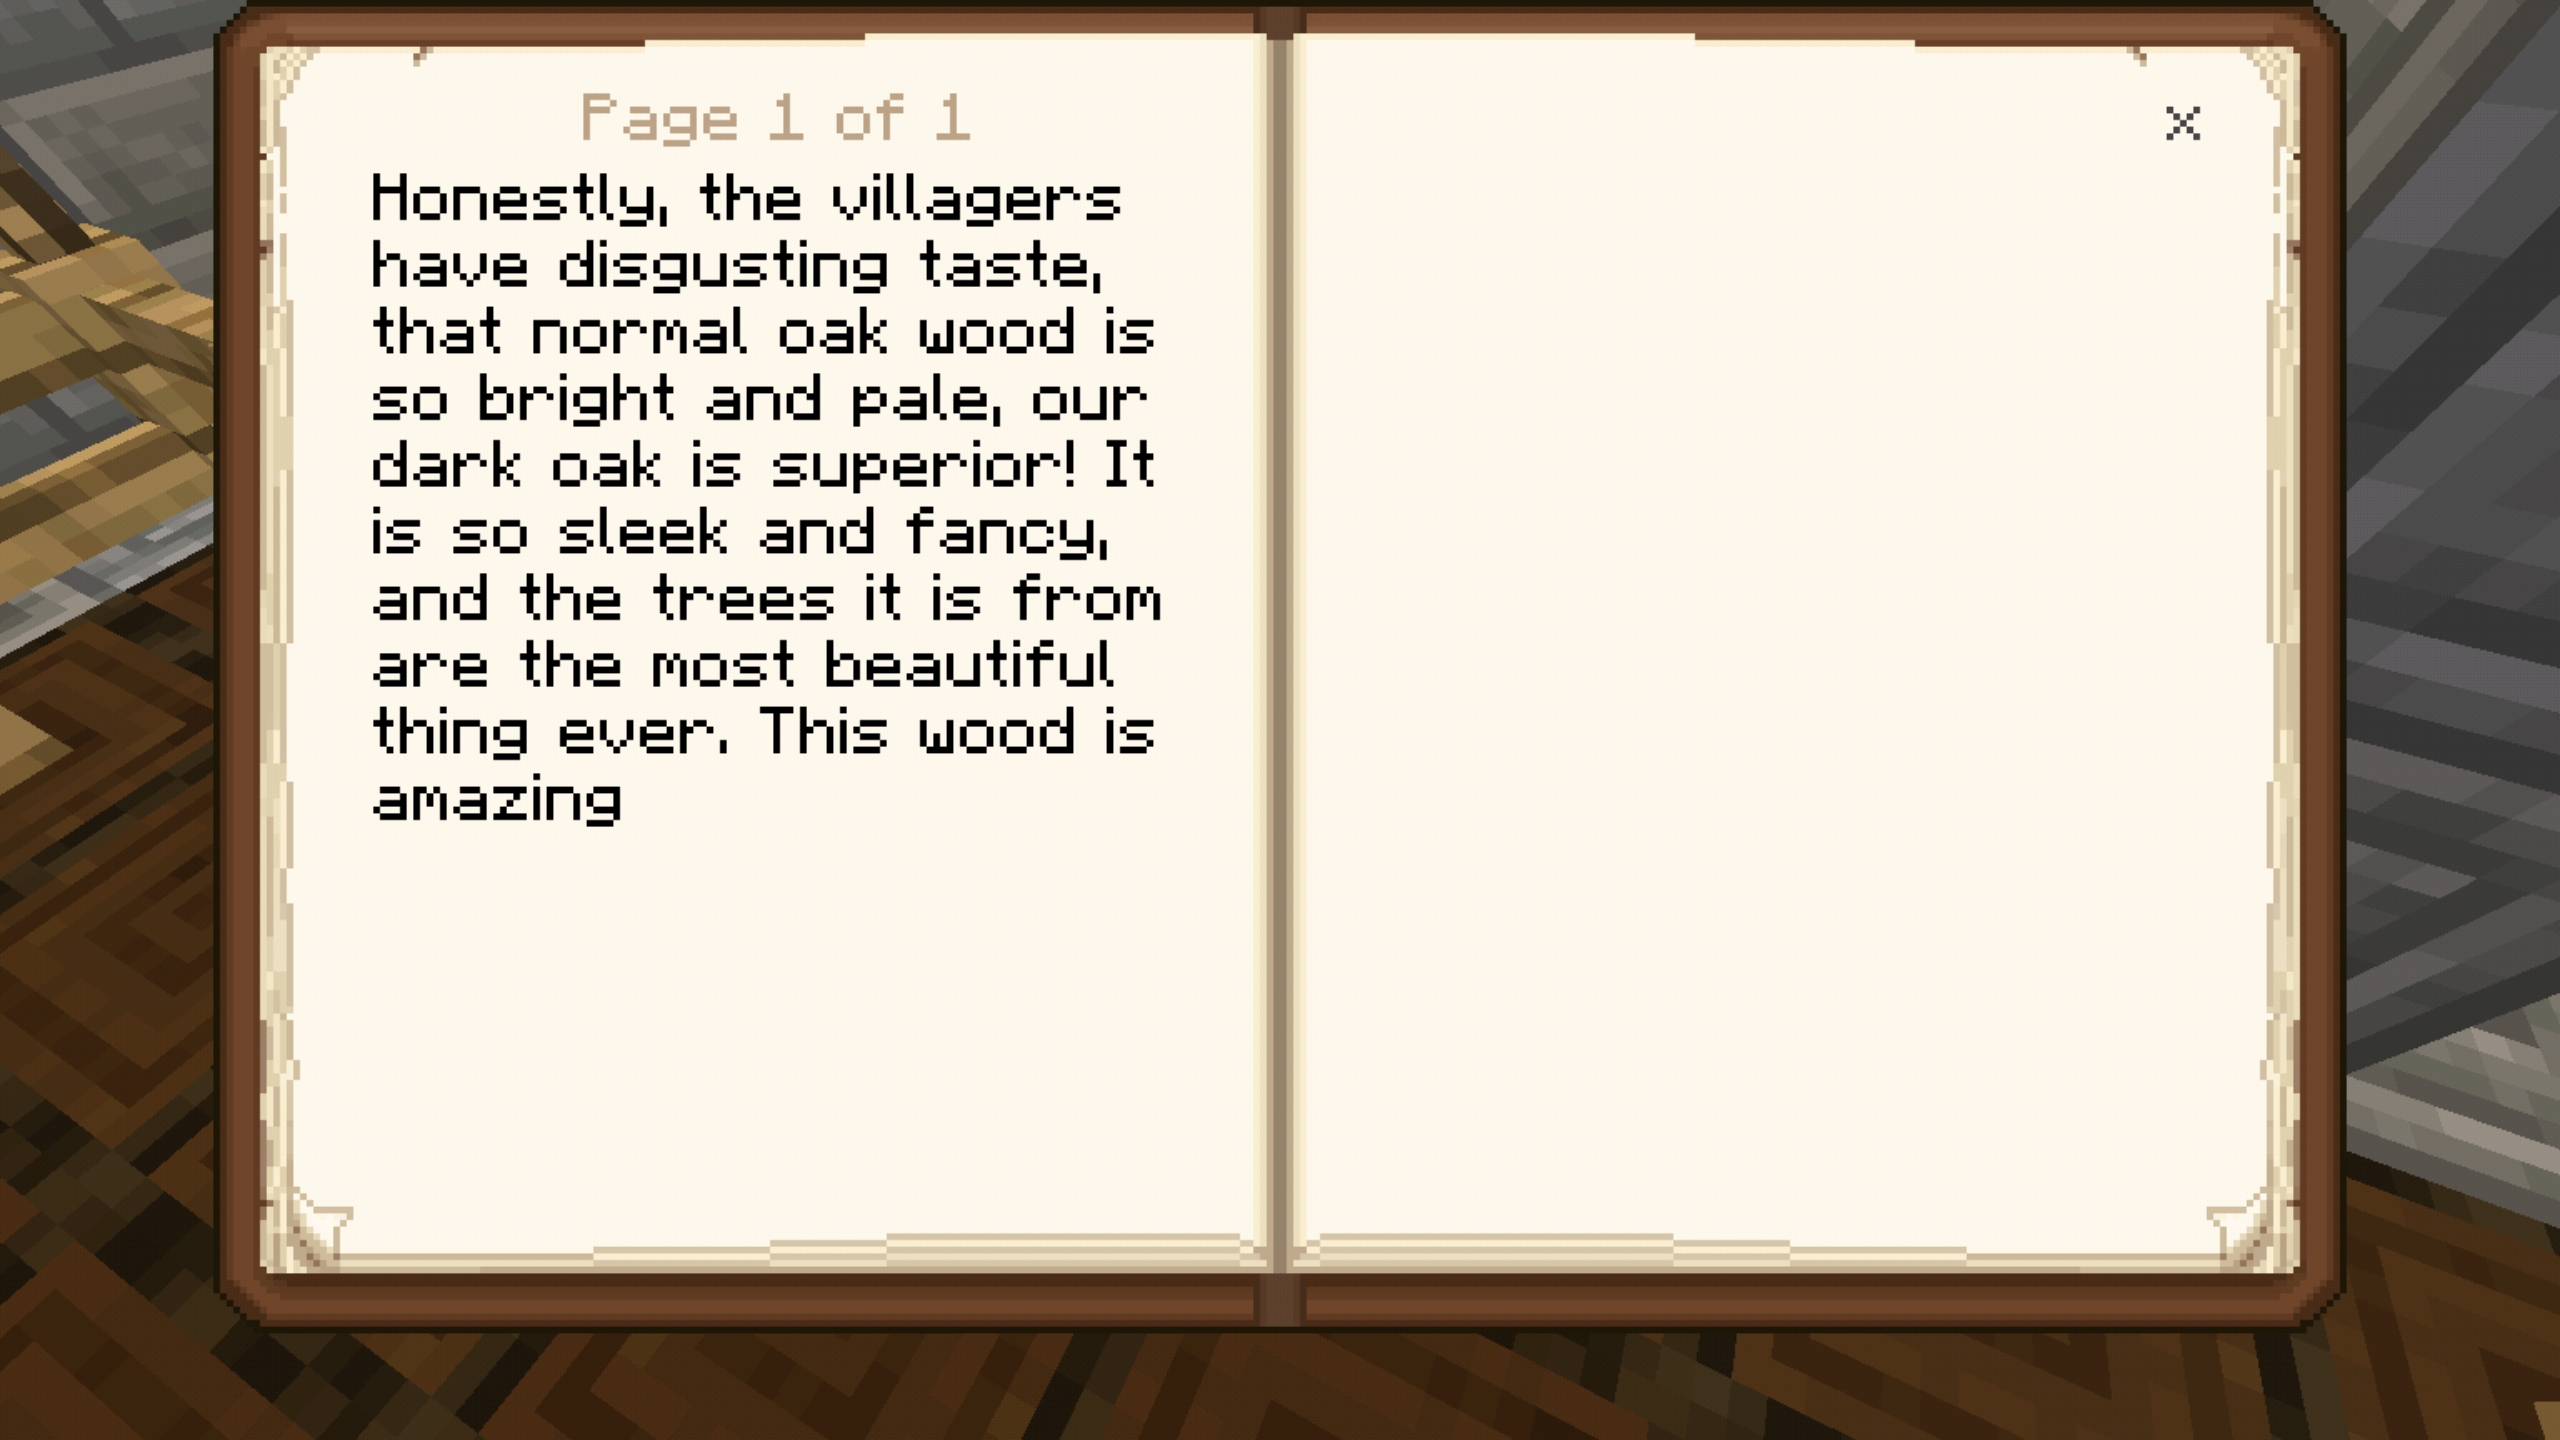 Page 1 of 1
Honestly, the villagers
have disgusting taste,
that normal oak wood is
so bright and pale, our
dark oak is superior! It
is so sleek and fancy,
and the trees it is from
are the most beautiful
thing ever. This wood is
amazing